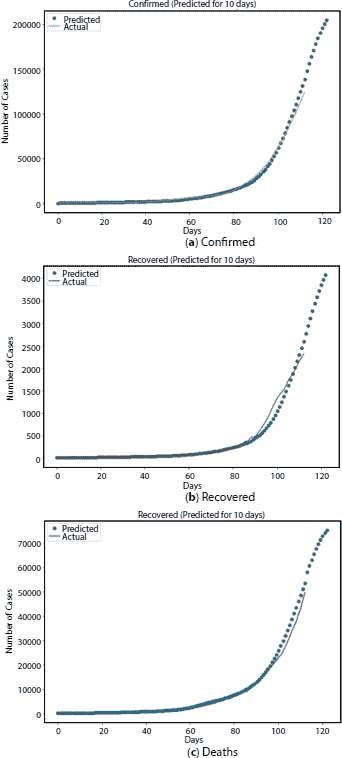 Confirmed (Predicted for 10 days)
Predicted
Actual
200000
150000
100000
50000
0
Number of Cases
0 20 40 60 80 100 120
Days
(a) Confirmed
Recovered (Predicted for 10 days)
Predicted
Actual
4000
3500
3000
2500
2000
1500
1000
500
0
Number of Cases
0 20 40 60 80 100 120
Days
(b) Recovered
Recovered (Predicted for 10 days)
Predicted
Actual
70000
60000
50000
40000
30000
20000
10000
0
Number of Cases
0 20 40 60 80 100 120
Days
(c) Deaths